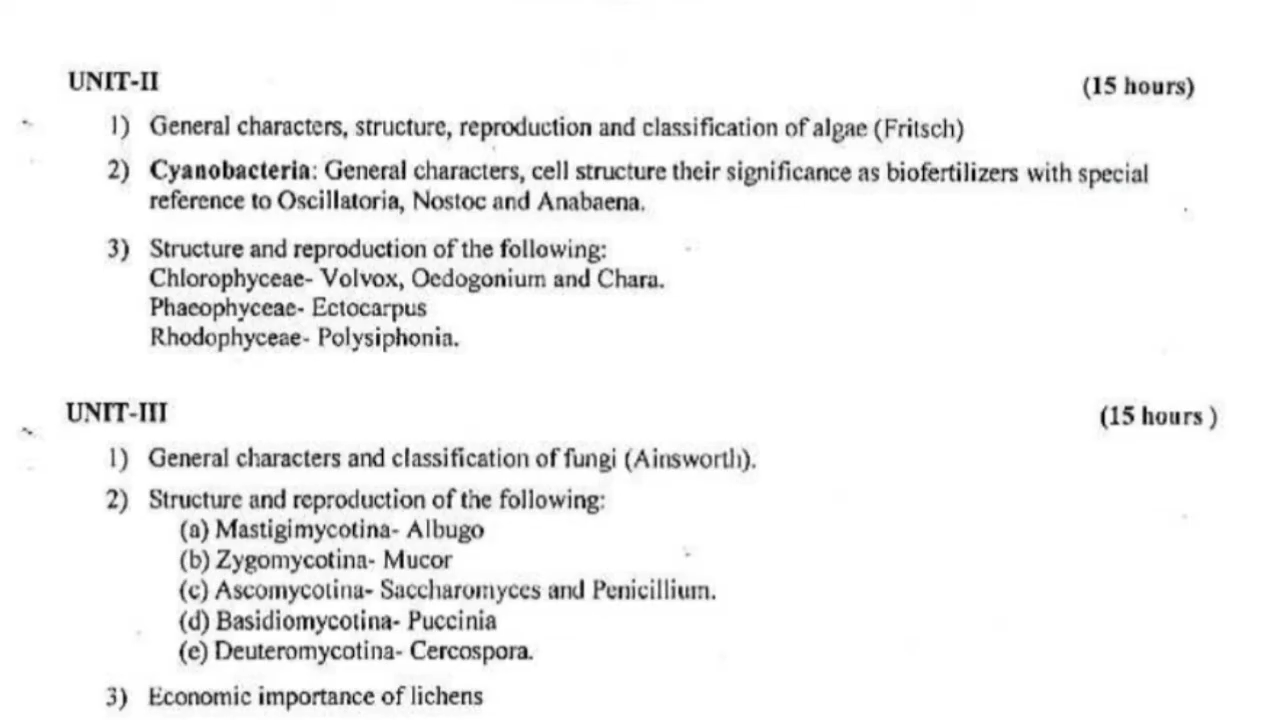 UNIT-II (15 hours)
1) General characters, structure, reproduction and classification of algae (Fritsch)
2) Cyanobacteria: General characters, cell structure their significance as biofertilizers with special
reference to Oscillatoria, Nostoc and Anabaena.
3) Structure and reproduction of the following:
Chlorophyceae- Volvox, Oedogonium and Chara.
Phaeophyceae- Ectocarpus
Rhodophyceae- Polysiphonia.
UNIT-III (15 hours )
1) General characters and classification of fungi (Ainsworth).
2) Structure and reproduction of the following:
(a) Mastigimycotina- Albugo
(b) Zygomycotina- Mucor
(c) Ascomycotina- Saccharomyces and Penicillium.
(d) Basidiomycotina- Puccinia
(e) Deuteromycotina- Cercospora.
3) Economic importance of lichens